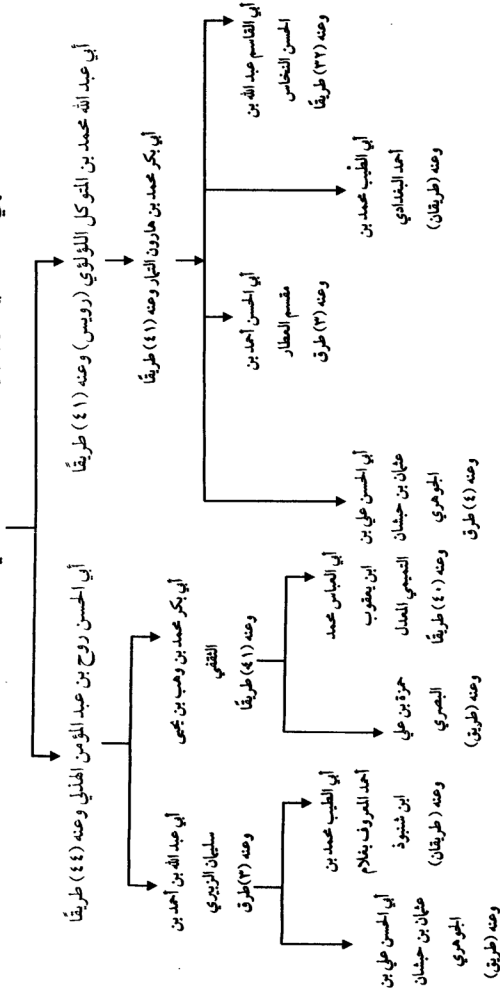 أبي عبد الله محمد بن المتوكل اللؤلؤي (رويس) وعنه (٤١) طريقًا
أبي بكر محمد بن هارون التمار وعنه (٤١) طريقًا
أبي القاسم عبد الله بن
الحسن النخاس
وعنه (٣٢) طريقًا
أبي الطيب محمد بن
أحمد البغدادي
وعنه (طريقان)
أبي الحسن أحمد بن
مقسم العطار
وعنه (٣) طرق
أبي الحسن علي بن
عثمان بن حبشان
الجوهري
وعنه (٤) طرق
أبي الحسن روح بن عبد المؤمن الهذلي وعنه (٤٤) طريقًا
أبي بكر محمد بن وهب بن يحيى
الثقفي
وعنه (٤١) طريقًا
أبي العباس محمد
ابن يعقوب
التميمي المعدل
وعنه (٤٠) طريقًا
حمزة بن علي
البصري
وعنه (طريق)
أبي عبد الله بن أحمد بن
سليمان الزبيري
وعنه (٣) طرق
أبي الطيب محمد بن
أحمد المعروف بغلام
ابن شنبوذ
وعنه (طريقان)
أبي الحسن علي بن
عثمان بن حبشان
الجوهري
وعنه (طريق)